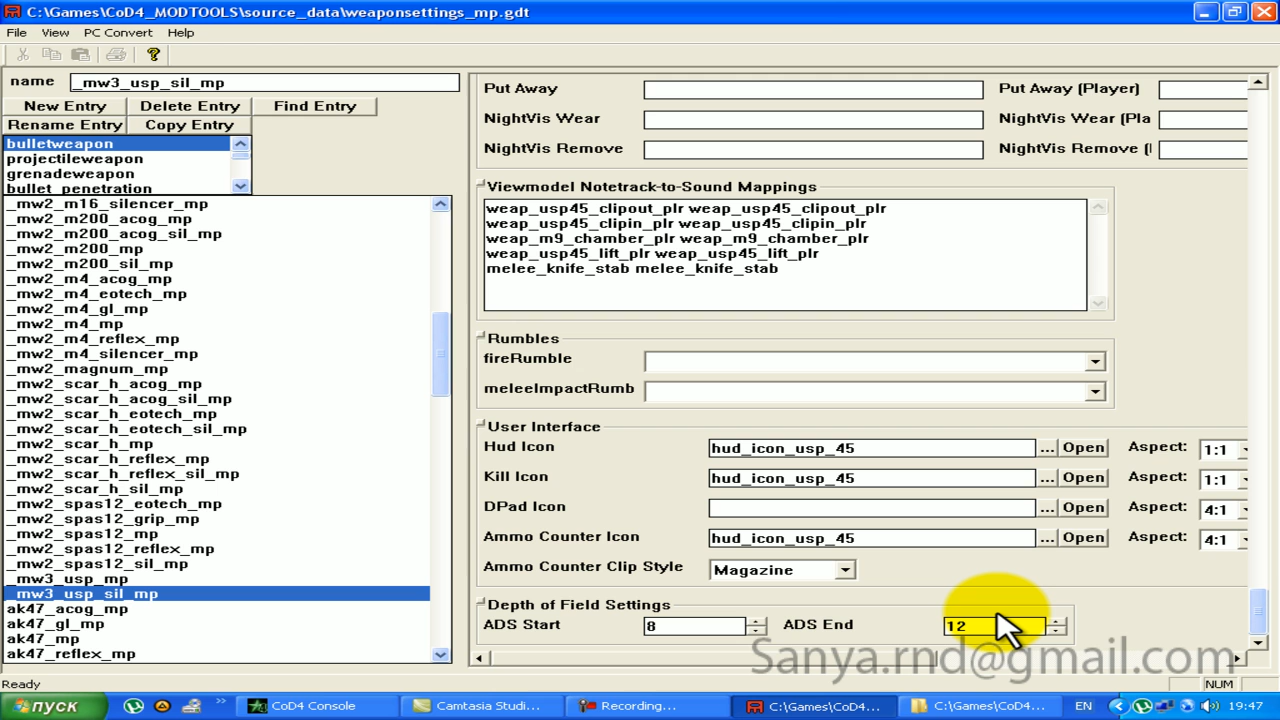 C:\Games\CoD4_MODTOOLS\source_data\weaponsettings_mp.gdt
File View PC Convert Help
name _mw3_usp_sil_mp
New Entry Delete Entry Find Entry
Rename Entry Copy Entry
bulletweapon
projectileweapon
grenadeweapon
bullet_penetration
_mw2_m16_silencer_mp
_mw2_m200_acog_mp
_mw2_m200_acog_sil_mp
_mw2_m200_mp
_mw2_m200_sil_mp
_mw2_m4_acog_mp
_mw2_m4_eotech_mp
_mw2_m4_gl_mp
_mw2_m4_mp
_mw2_m4_reflex_mp
_mw2_m4_silencer_mp
_mw2_magnum_mp
_mw2_scar_h_acog_mp
_mw2_scar_h_acog_sil_mp
_mw2_scar_h_eotech_mp
_mw2_scar_h_eotech_sil_mp
_mw2_scar_h_mp
_mw2_scar_h_reflex_mp
_mw2_scar_h_reflex_sil_mp
_mw2_scar_h_sil_mp
_mw2_spas12_eotech_mp
_mw2_spas12_grip_mp
_mw2_spas12_mp
_mw2_spas12_reflex_mp
_mw2_spas12_sil_mp
_mw3_usp_mp
_mw3_usp_sil_mp
ak47_acog_mp
ak47_gl_mp
ak47_mp
ak47_reflex_mp
Put Away Put Away (Player)
NightVis Wear NightVis Wear (Pla
NightVis Remove NightVis Remove (
Viewmodel Notetrack-to-Sound Mappings
weap_usp45_clipout_plr weap_usp45_clipout_plr
weap_usp45_clipin_plr weap_usp45_clipin_plr
weap_m9_chamber_plr weap_m9_chamber_plr
weap_usp45_lift_plr weap_usp45_lift_plr
melee_knife_stab melee_knife_stab
Rumbles
fireRumble
meleeImpactRumb
User Interface
Hud Icon hud_icon_usp_45 ... Open Aspect: 1:1
Kill Icon hud_icon_usp_45 ... Open Aspect: 1:1
DPad Icon ... Open Aspect: 4:1
Ammo Counter Icon hud_icon_usp_45 ... Open Aspect: 4:1
Ammo Counter Clip Style Magazine
Depth of Field Settings
ADS Start 8 ADS End 12
Sanya.rnd@gmail.com
Ready NUM
пуск » CoD4 Console Camtasia Studi... Recording... C:\Games\CoD4... C:\Games\CoD4... EN 19:47